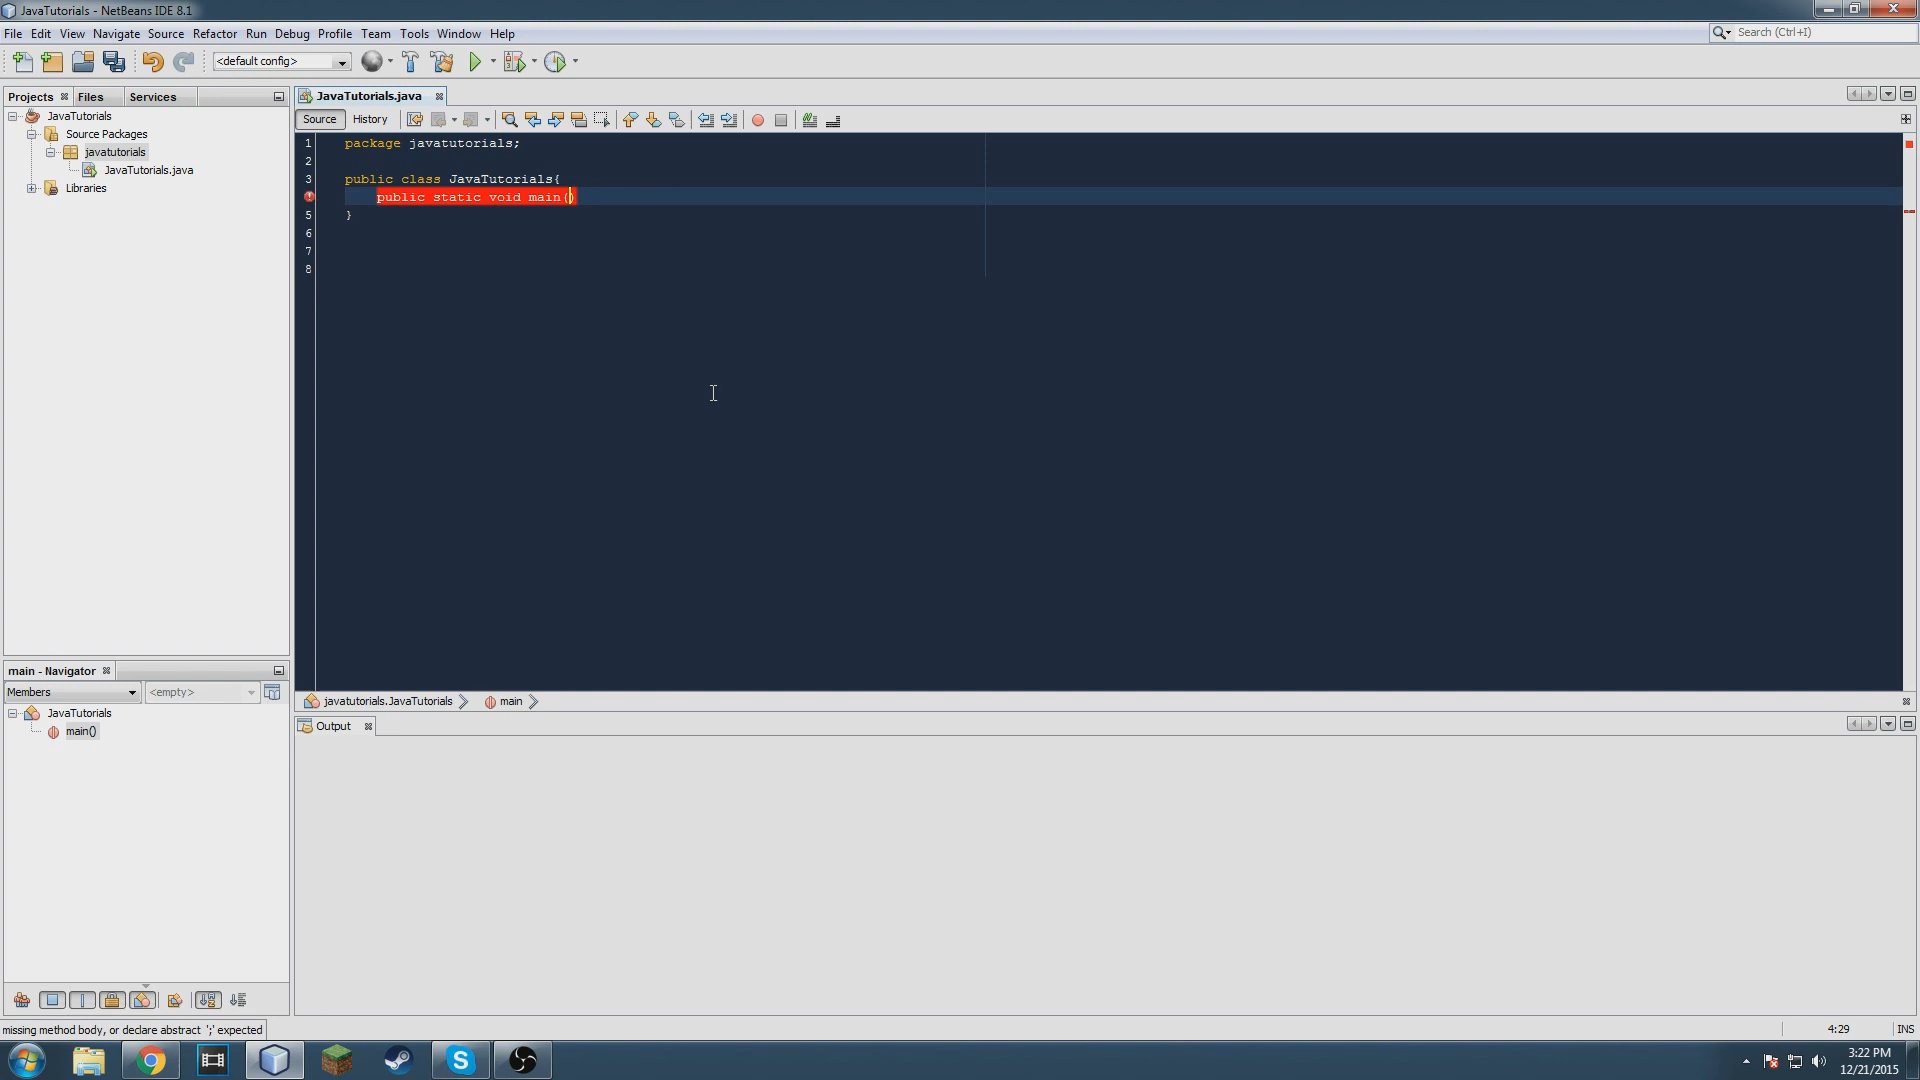 JavaTutorials - NetBeans IDE 8.1
File Edit View Navigate Source Refactor Run Debug Profile Team Tools Window Help
Search (Ctrl+I)
<default config>
Projects Files Services
JavaTutorials
Source Packages
javatutorials
JavaTutorials.java
Libraries
JavaTutorials.java
Source History
1 package javatutorials;
2
3 public class JavaTutorials{
public static void main()
5 }
6
7
8
javatutorials.JavaTutorials main
main - Navigator
Members <empty>
JavaTutorials
main()
Output
missing method body, or declare abstract ';' expected
4:29 INS
3:22 PM
12/21/2015